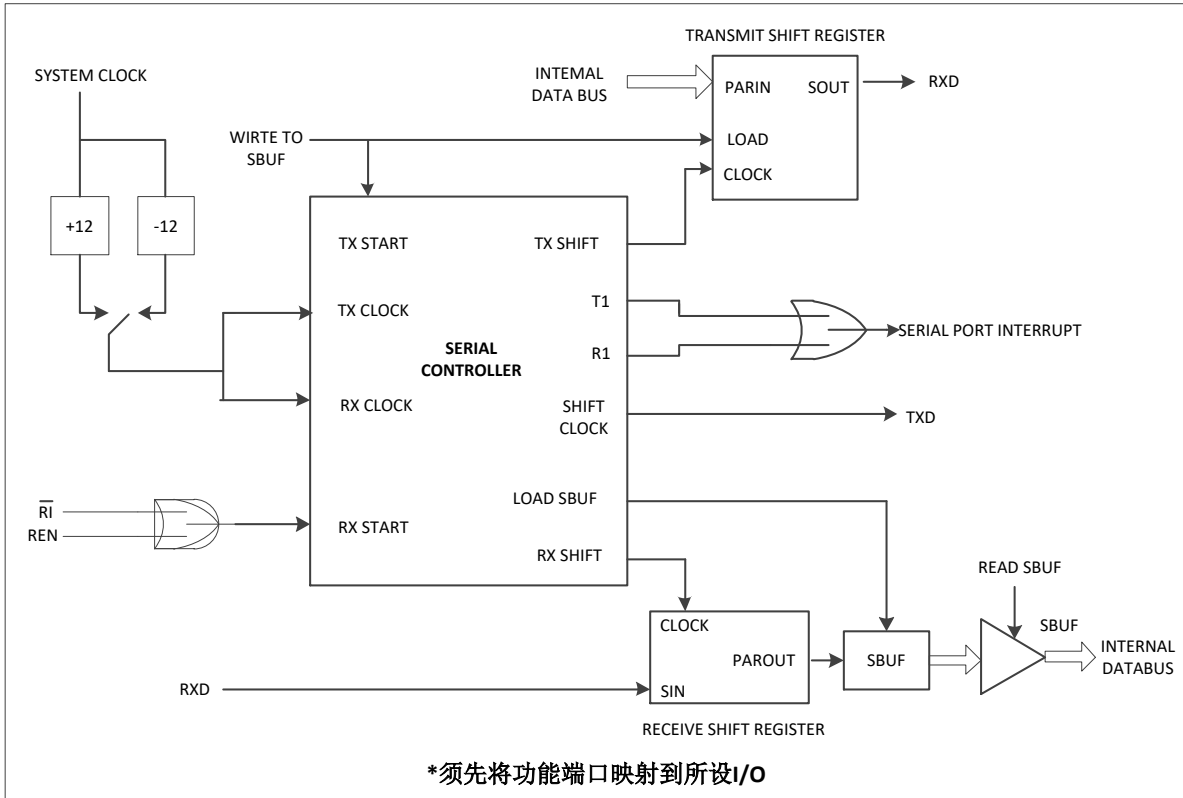 TRANSMIT SHIFT REGISTER
SYSTEM CLOCK
INTEMAL
DATA BUS
PARIN
SOUT
RXD
WIRTE TO
SBUF
LOAD
CLOCK
+12
-12
TX START
TX SHIFT
TX CLOCK
T1
SERIAL PORT INTERRUPT
SERIAL
CONTROLLER
R1
RX CLOCK
SHIFT
CLOCK
TXD
LOAD SBUF
RI
REN
RX START
RX SHIFT
READ SBUF
CLOCK
SBUF
PAROUT
SBUF
INTERNAL
DATABUS
RXD
SIN
RECEIVE SHIFT REGISTER
*须先将功能端口映射到所设I/O